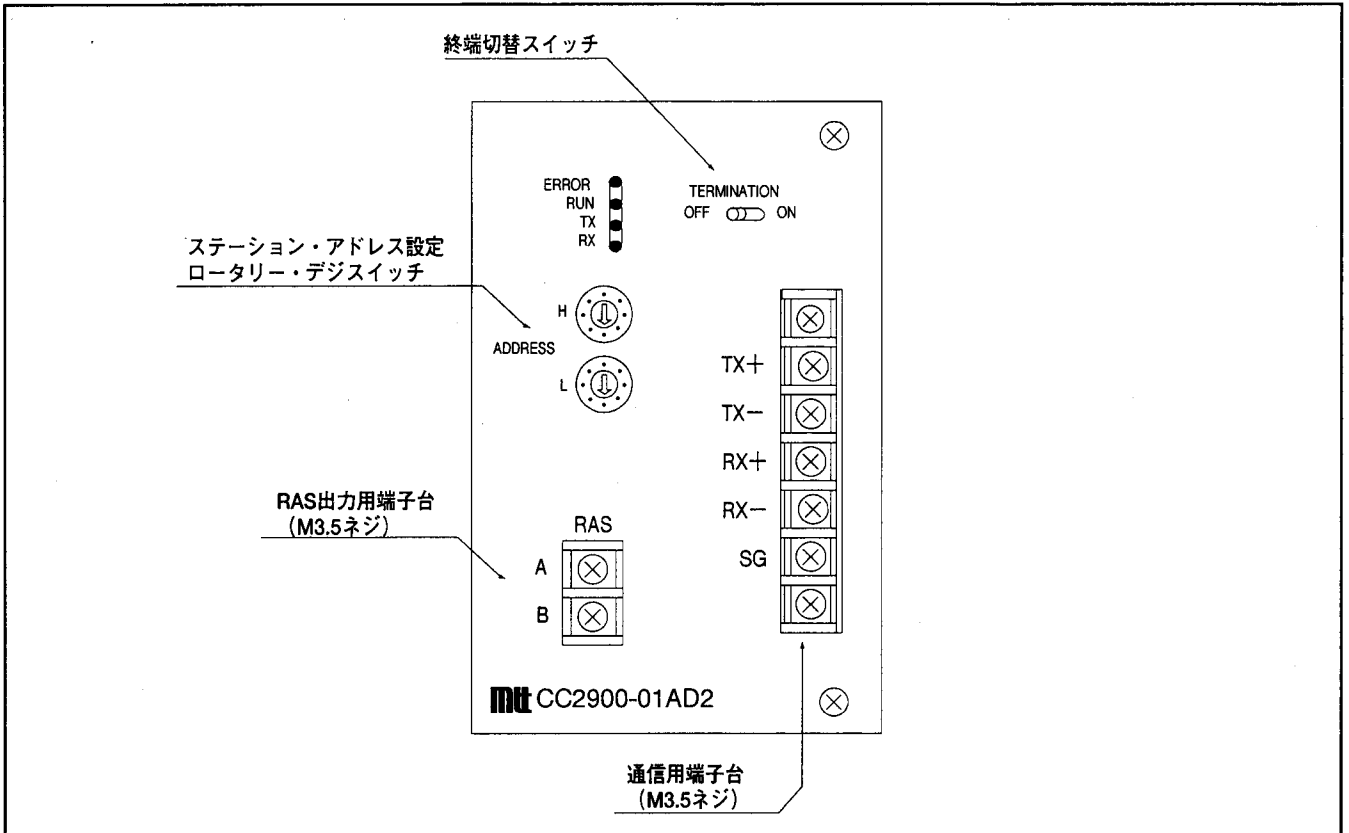 終端切替スイッチ
ERROR
RUN
TX
RX
TERMINATION
OFF ON
ステーション・アドレス設定
ロータリー・デジスイッチ
H
ADDRESS
L
TX+
TX−
RX+
RX−
SG
RAS出力用端子台
(M3.5ネジ)
RAS
A
B
mtt CC2900-01AD2
通信用端子台
(M3.5ネジ)